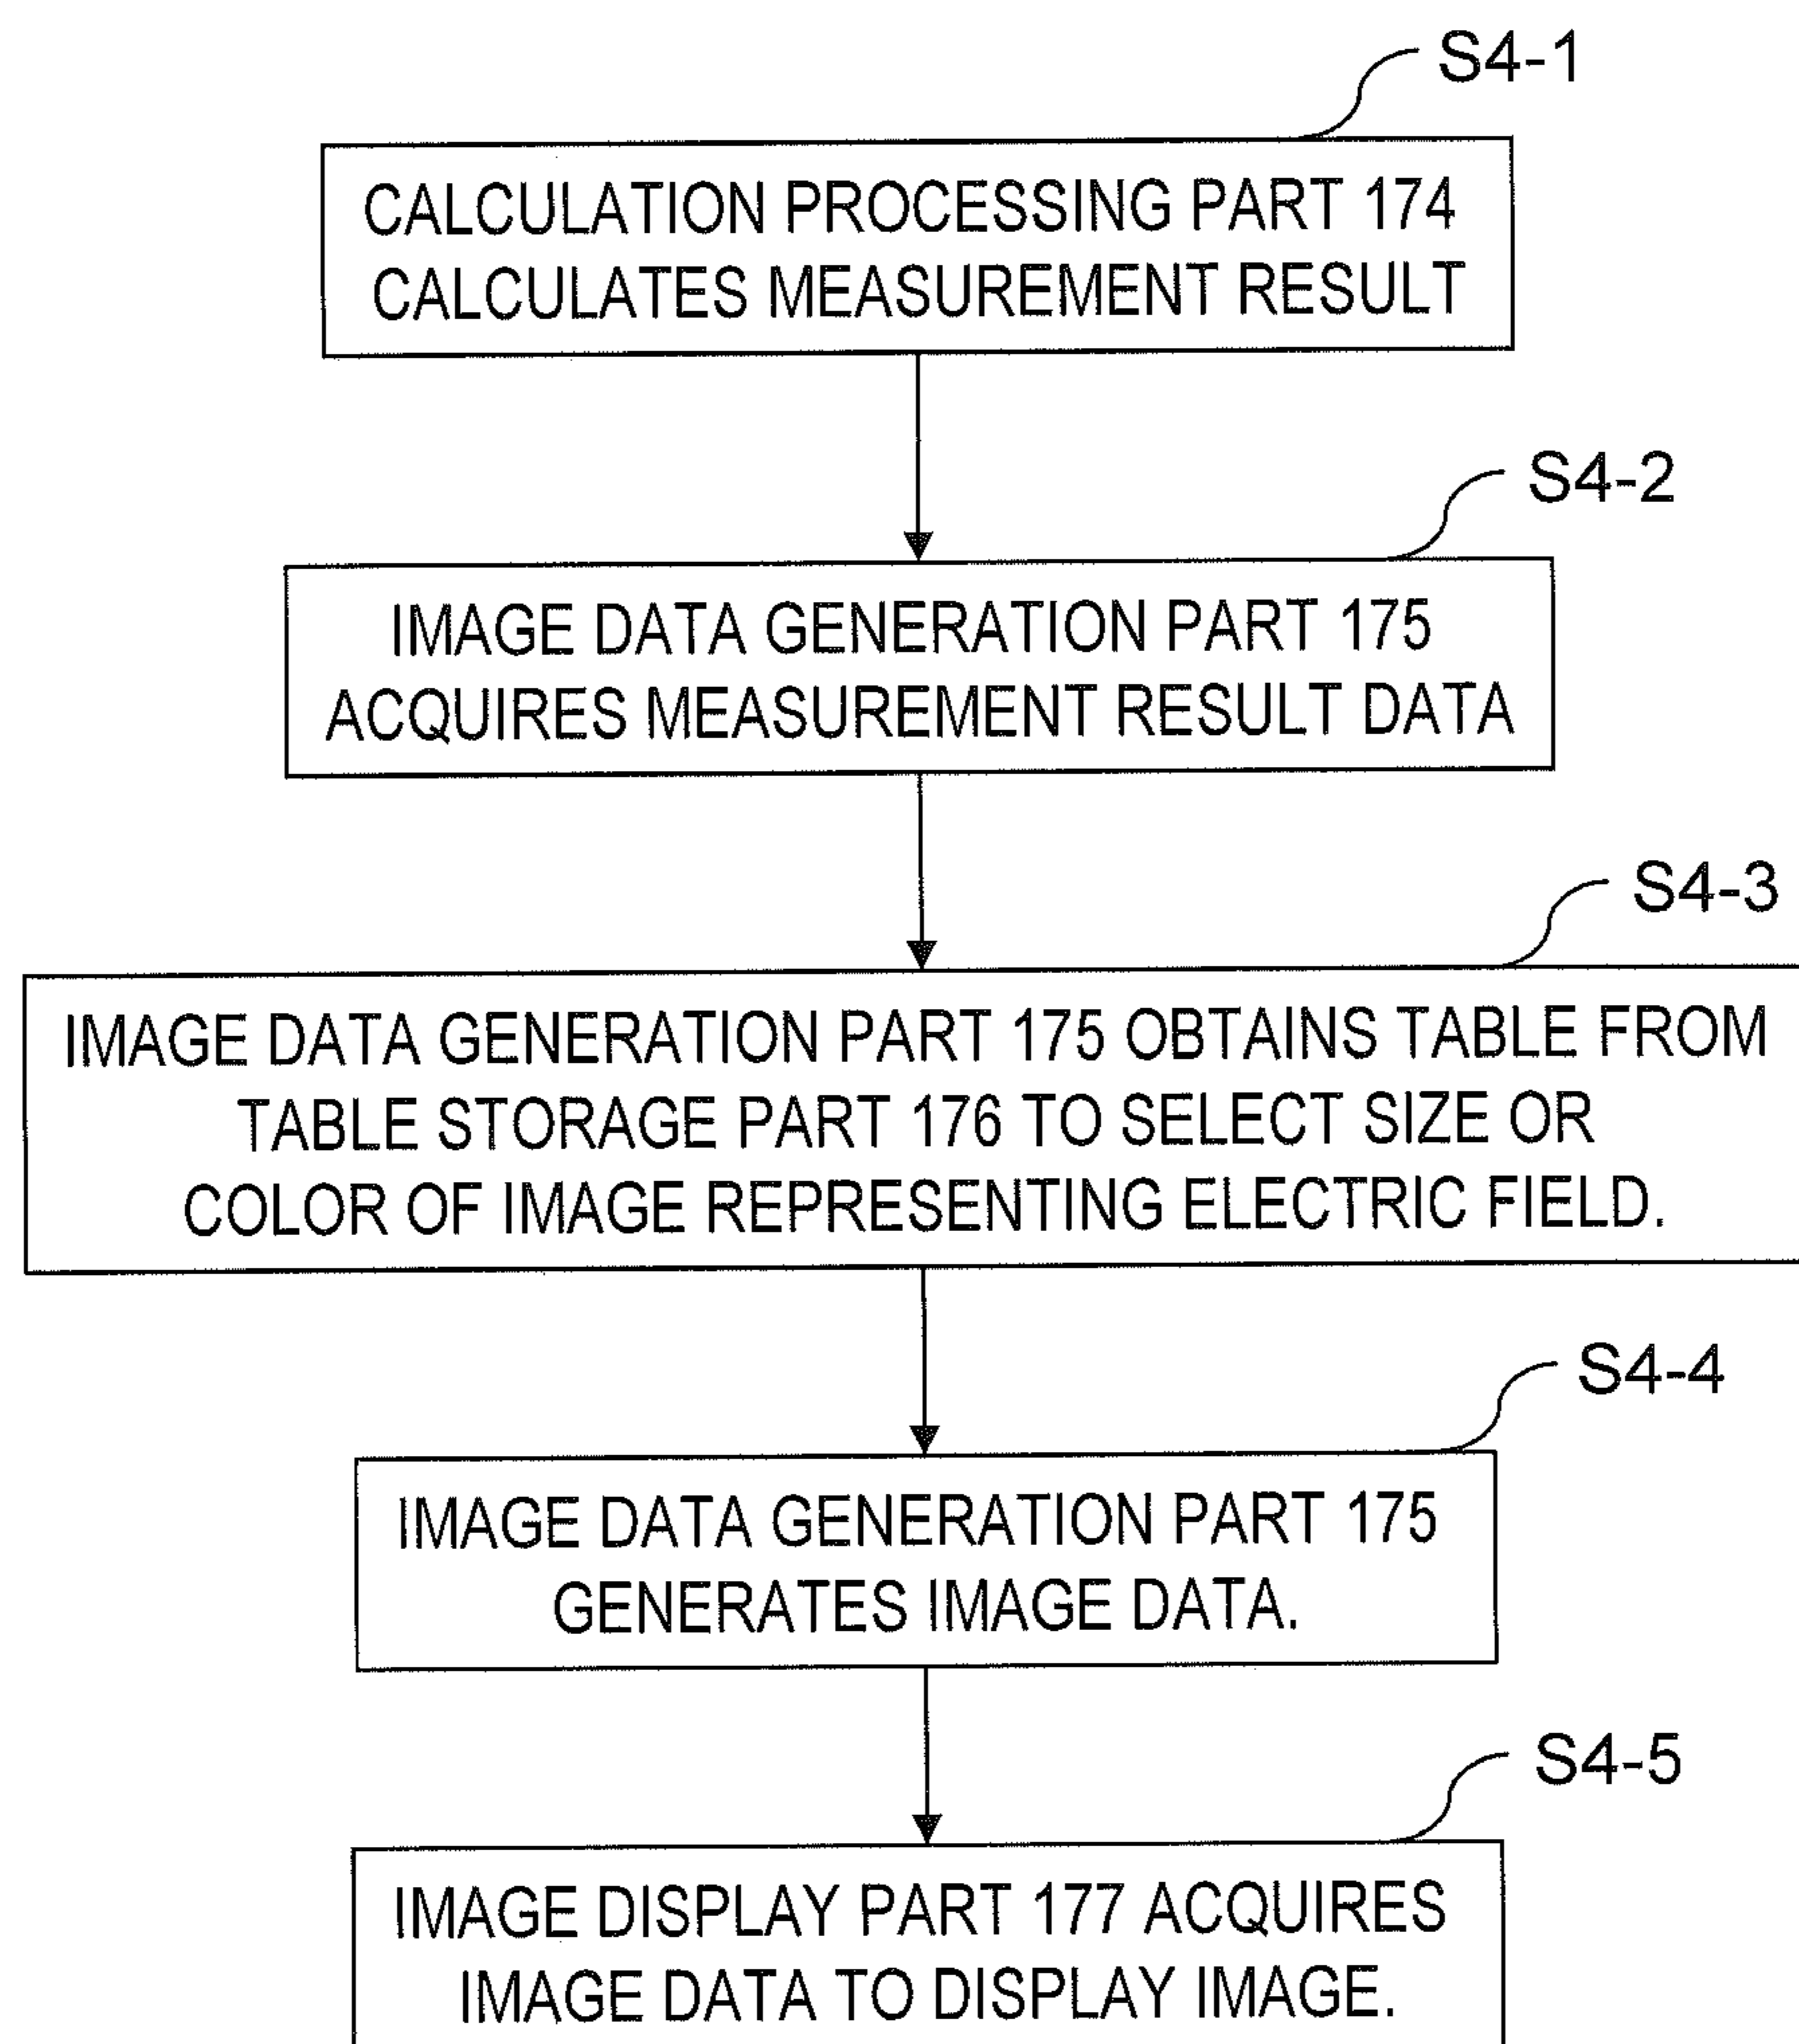 S4-1
CALCULATION PROCESSING PART 174
CALCULATES MEASUREMENT RESULT
S4-2
IMAGE DATA GENERATION PART 175
ACQUIRES MEASUREMENT RESULT DATA
S4-3
IMAGE DATA GENERATION PART 175 OBTAINS TABLE FROM
TABLE STORAGE PART 176 TO SELECT SIZE OR
COLOR OF IMAGE REPRESENTING ELECTRIC FIELD.
S4-4
IMAGE DATA GENERATION PART 175
GENERATES IMAGE DATA.
S4-5
IMAGE DISPLAY PART 177 ACQUIRES
IMAGE DATA TO DISPLAY IMAGE.